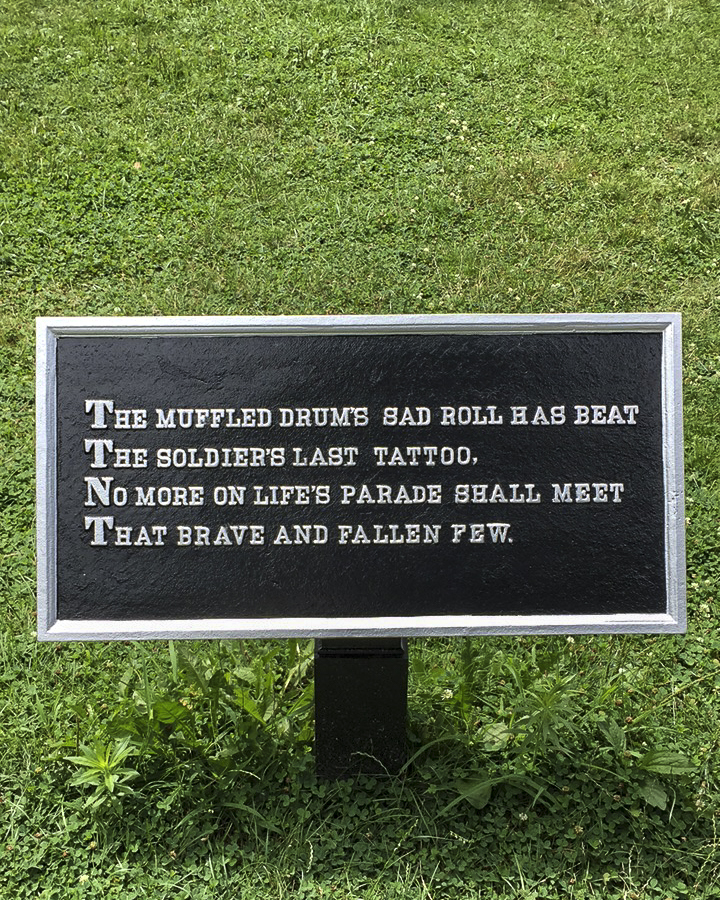 THE MUFFLED DRUM'S SAD ROLL HAS BEAT
THE SOLDIER'S LAST TATTOO,
NO MORE ON LIFE'S PARADE SHALL MEET
THAT BRAVE AND FALLEN FEW.